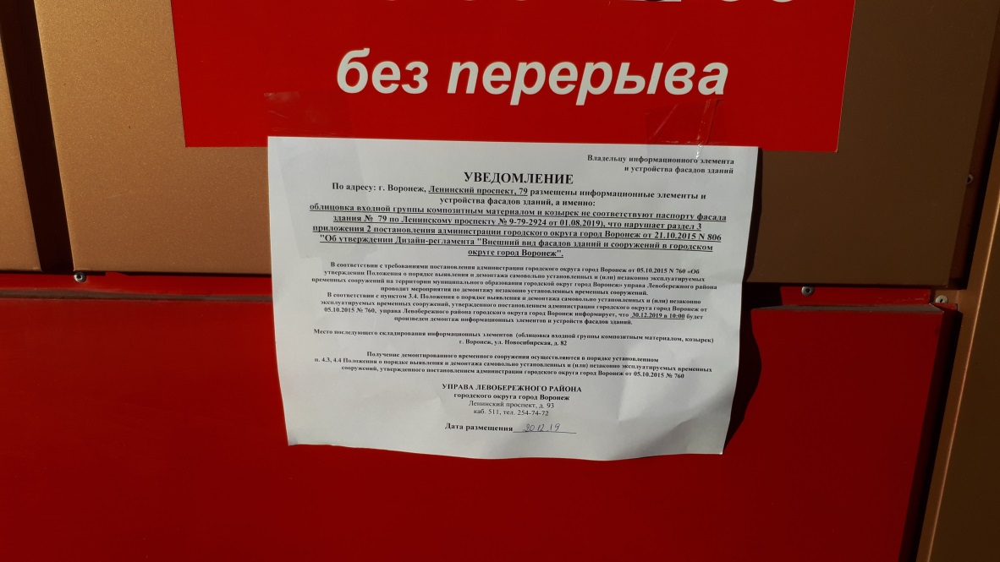 без перерыва
Владельцу информационного элемента
и устройства фасадов зданий
УВЕДОМЛЕНИЕ
По адресу: г. Воронеж, Ленинский проспект, 79 размещены информационные элементы и
устройства фасадов зданий, а именно:
облицовка входной группы композитным материалом и козырек не соответствуют паспорту фасада
здания № 79 по Ленинскому проспекту № 9-79-2924 от 01.08.2019), что нарушает раздел 3
приложения 2 постановления администрации городского округа город Воронеж от 21.10.2015 N 806
"Об утверждении Дизайн-регламента "Внешний вид фасадов зданий и сооружений в городском
округе город Воронеж".
В соответствии с требованиями постановления администрации городского округа город Воронеж от 05.10.2015 N 760 «Об
утверждении Положения о порядке выявления и демонтажа самовольно установленных и (или) незаконно эксплуатируемых
временных сооружений на территории муниципального образования городской округ город Воронеж» управа Левобережного района
проводит мероприятия по демонтажу незаконно установленных временных сооружений.
В соответствии с пунктом 3.4. Положения о порядке выявления и демонтажа самовольно установленных и (или) незаконно
эксплуатируемых временных сооружений, утвержденного постановлением администрации городского округа город Воронеж от
05.10.2015 № 760, управа Левобережного района городского округа город Воронеж информирует, что 30.12.2019 в 10:00 будет
произведен демонтаж информационных элементов и устройств фасадов зданий.
Место последующего складирования информационных элементов (облицовка входной группы композитным материалом, козырек)
г. Воронеж, ул. Новосибирская, д. 82
Получение демонтированного временного сооружения осуществляются в порядке установленном
п. 4.3, 4.4 Положения о порядке выявления и демонтажа самовольно установленных и (или) незаконно эксплуатируемых временных
сооружений, утвержденного постановлением администрации городского округа город Воронеж от 05.10.2015 № 760
УПРАВА ЛЕВОБЕРЕЖНОГО РАЙОНА
городского округа город Воронеж
Ленинский проспект, д. 93
каб. 511, тел. 254-74-72
Дата размещения 20.12.19